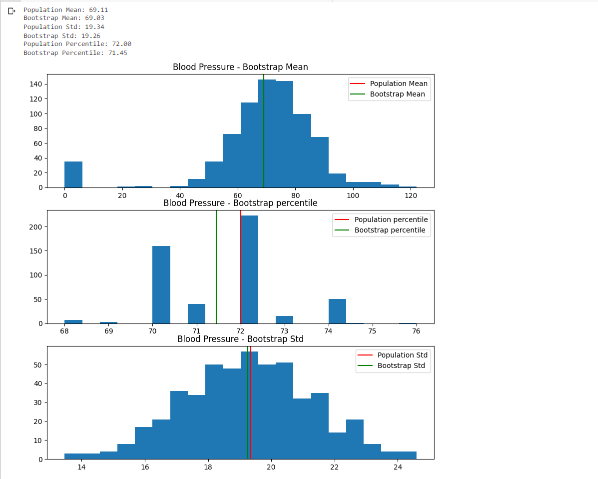 Population Mean: 69.11
Bootstrap Mean: 69.03
Population Std: 19.34
Bootstrap Std: 19.26
Population Percentile: 72.00
Bootstrap Percentile: 71.45
Blood Pressure - Bootstrap Mean
Population Mean
Bootstrap Mean
140
120
100
80
60
40
20
0
0 20 40 60 80 100 120
Blood Pressure - Bootstrap percentile
Population percentile
Bootstrap percentile
200
150
100
50
0
68 69 70 71 72 73 74 75 76
Blood Pressure - Bootstrap Std
Population Std
Bootstrap Std
50
40
30
20
10
0
14 16 18 20 22 24